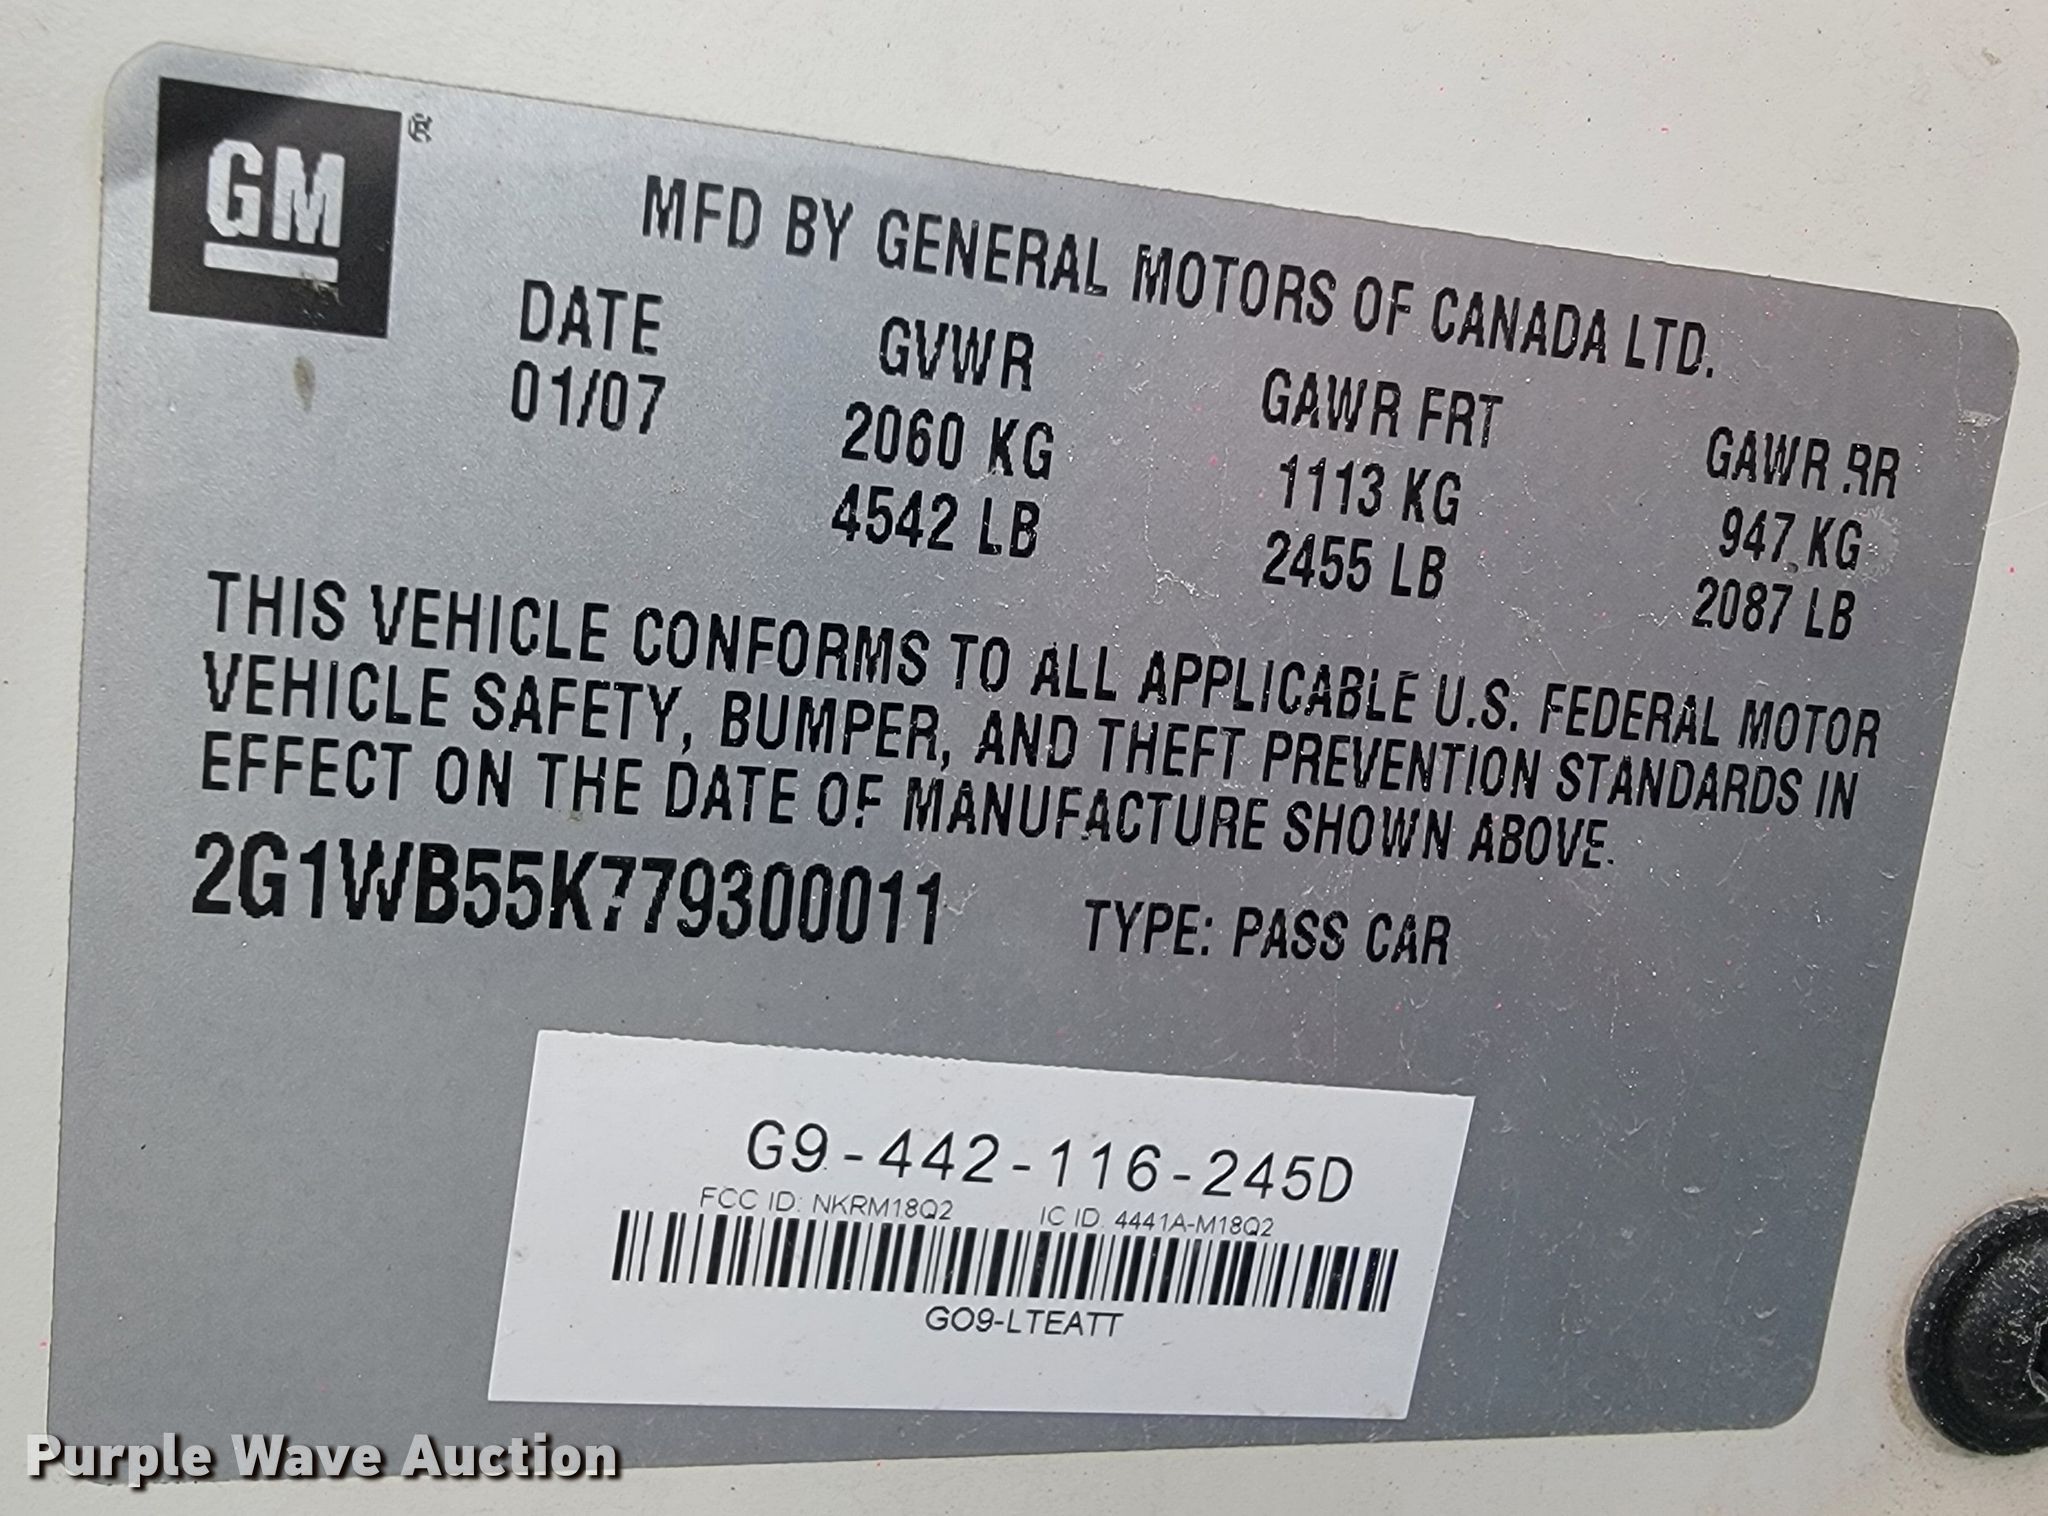 GM®
MFD BY GENERAL MOTORS OF CANADA LTD.
DATE GVWR GAWR FRT GAWR RR
01/07 2060 KG 1113 KG 947 KG
4542 LB 2455 LB 2087 LB
THIS VEHICLE CONFORMS TO ALL APPLICABLE U.S. FEDERAL MOTOR
VEHICLE SAFETY, BUMPER, AND THEFT PREVENTION STANDARDS IN
EFFECT ON THE DATE OF MANUFACTURE SHOWN ABOVE.
2G1WB55K779300011 TYPE: PASS CAR
G9-442-116-245D
FCC ID: NKRM18Q2 IC ID. 4441A-M18Q2
GO9-LTEATT
Purple Wave Auction